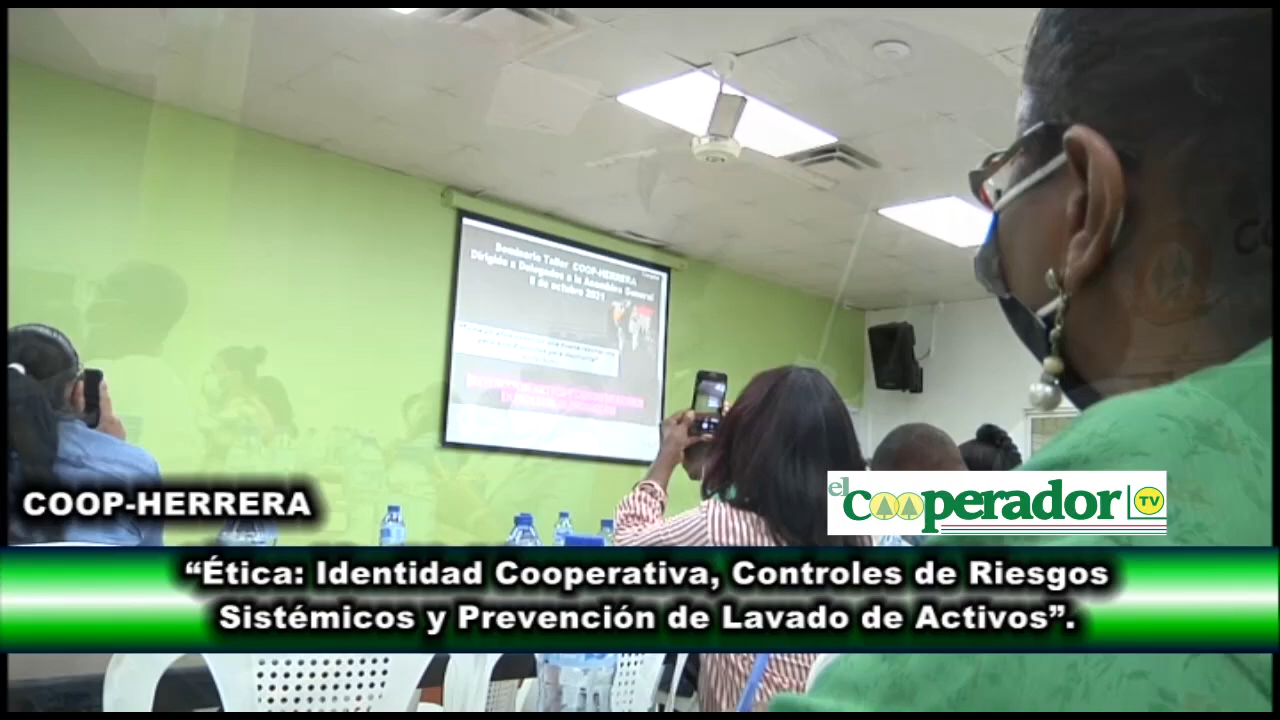 Seminario Taller COOP-HERRERA
Dirigido a Delegados a la Asamblea General
II de octubre 2021
COOP-HERRERA
el cooperador TV
“Ética: Identidad Cooperativa, Controles de Riesgos
Sistémicos y Prevención de Lavado de Activos”.